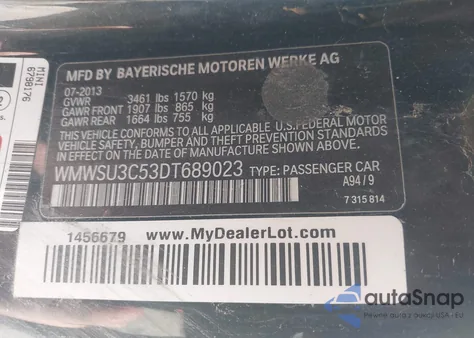 MINI
6798176
MFD BY BAYERISCHE MOTOREN WERKE AG
07-2013
GVWR 3461 lbs 1570 kg
GAWR FRONT 1907 lbs 865 kg
GAWR REAR 1664 lbs 755 kg
THIS VEHICLE CONFORMS TO ALL APPLICABLE U.S. FEDERAL MOTOR
VEHICLE SAFETY, BUMPER AND THEFT PREVENTION STANDARDS
IN EFFECT ON THE DATE OF MANUFACTURE SHOWN ABOVE.
WMWSU3C53DT689023 TYPE: PASSENGER CAR
A94/9
7 315 814
1456679 www.MyDealerLot.com
autoSnap